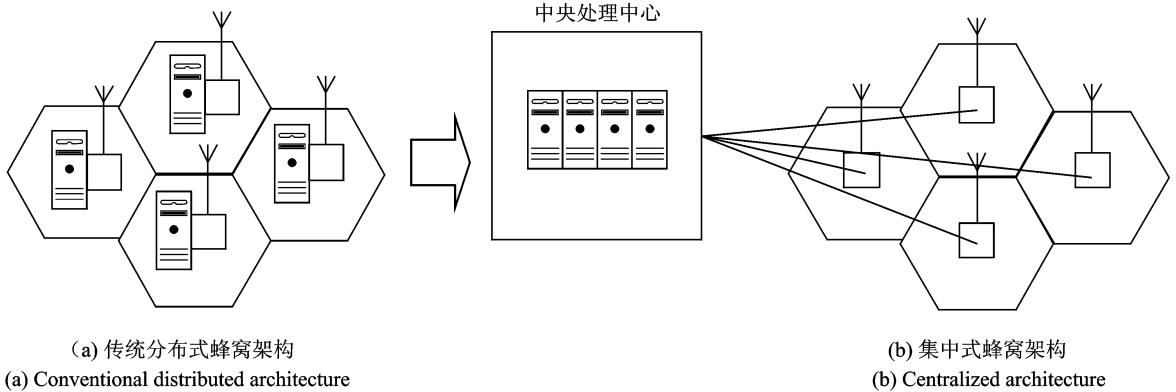 中央处理中心
（a) 传统分布式蜂窝架构
(a) Conventional distributed architecture
(b) 集中式蜂窝架构
(b) Centralized architecture